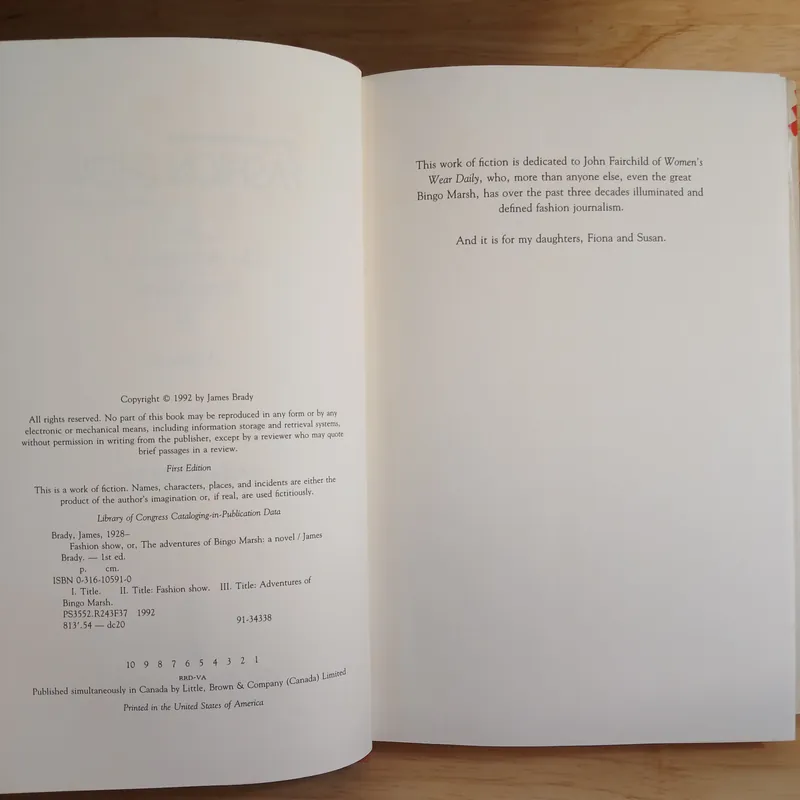 Copyright © 1992 by James Brady
All rights reserved. No part of this book may be reproduced in any form or by any
electronic or mechanical means, including information storage and retrieval systems,
without permission in writing from the publisher, except by a reviewer who may quote
brief passages in a review.
First Edition
This is a work of fiction. Names, characters, places, and incidents are either the
product of the author's imagination or, if real, are used fictitiously.
Library of Congress Cataloging-in-Publication Data
Brady, James, 1928–
Fashion show, or, The adventures of Bingo Marsh: a novel / James
Brady. — 1st ed.
p. cm.
ISBN 0-316-10591-0
I. Title. II. Title: Fashion show. III. Title: Adventures of
Bingo Marsh.
PS3552.R243F37 1992
813'.54 — dc20 91-34338
10 9 8 7 6 5 4 3 2 1
RRD-VA
Published simultaneously in Canada by Little, Brown & Company (Canada) Limited
Printed in the United States of America
This work of fiction is dedicated to John Fairchild of Women's
Wear Daily, who, more than anyone else, even the great
Bingo Marsh, has over the past three decades illuminated and
defined fashion journalism.
And it is for my daughters, Fiona and Susan.